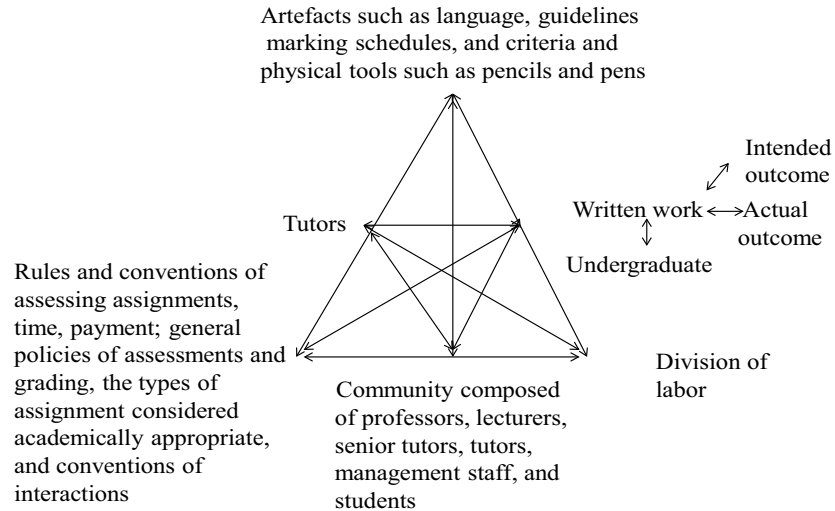 Artefacts such as language, guidelines
marking schedules, and criteria and
physical tools such as pencils and pens
Intended
outcome
Tutors
Written work
Actual
outcome
Undergraduate
Rules and conventions of
assessing assignments,
time, payment; general
policies of assessments and
grading, the types of
assignment considered
academically appropriate,
and conventions of
interactions
Community composed
of professors, lecturers,
senior tutors, tutors,
management staff, and
students
Division of
labor